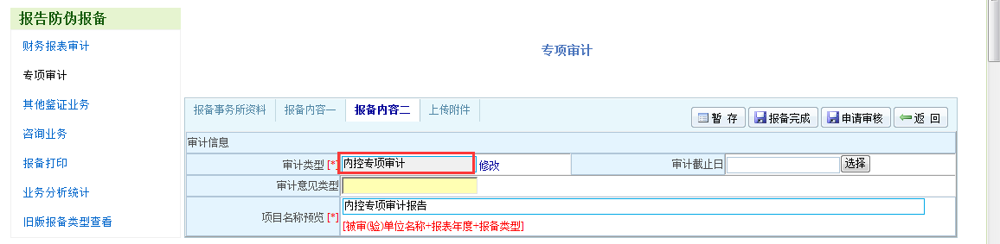 报告防伪报备
财务报表审计
专项审计
其他鉴证业务
咨询业务
报备打印
业务分析统计
旧版报备类型查看
专项审计
报备事务所资料 报备内容一 报备内容二 上传附件
暂 存 报备完成 申请审核 返 回
审计信息
审计类型 [*] 内控专项审计 修改 审计截止日 选择
审计意见类型
项目名称预览 [*] 内控专项审计报告
[被审(验)单位名称+报表年度+报备类型]